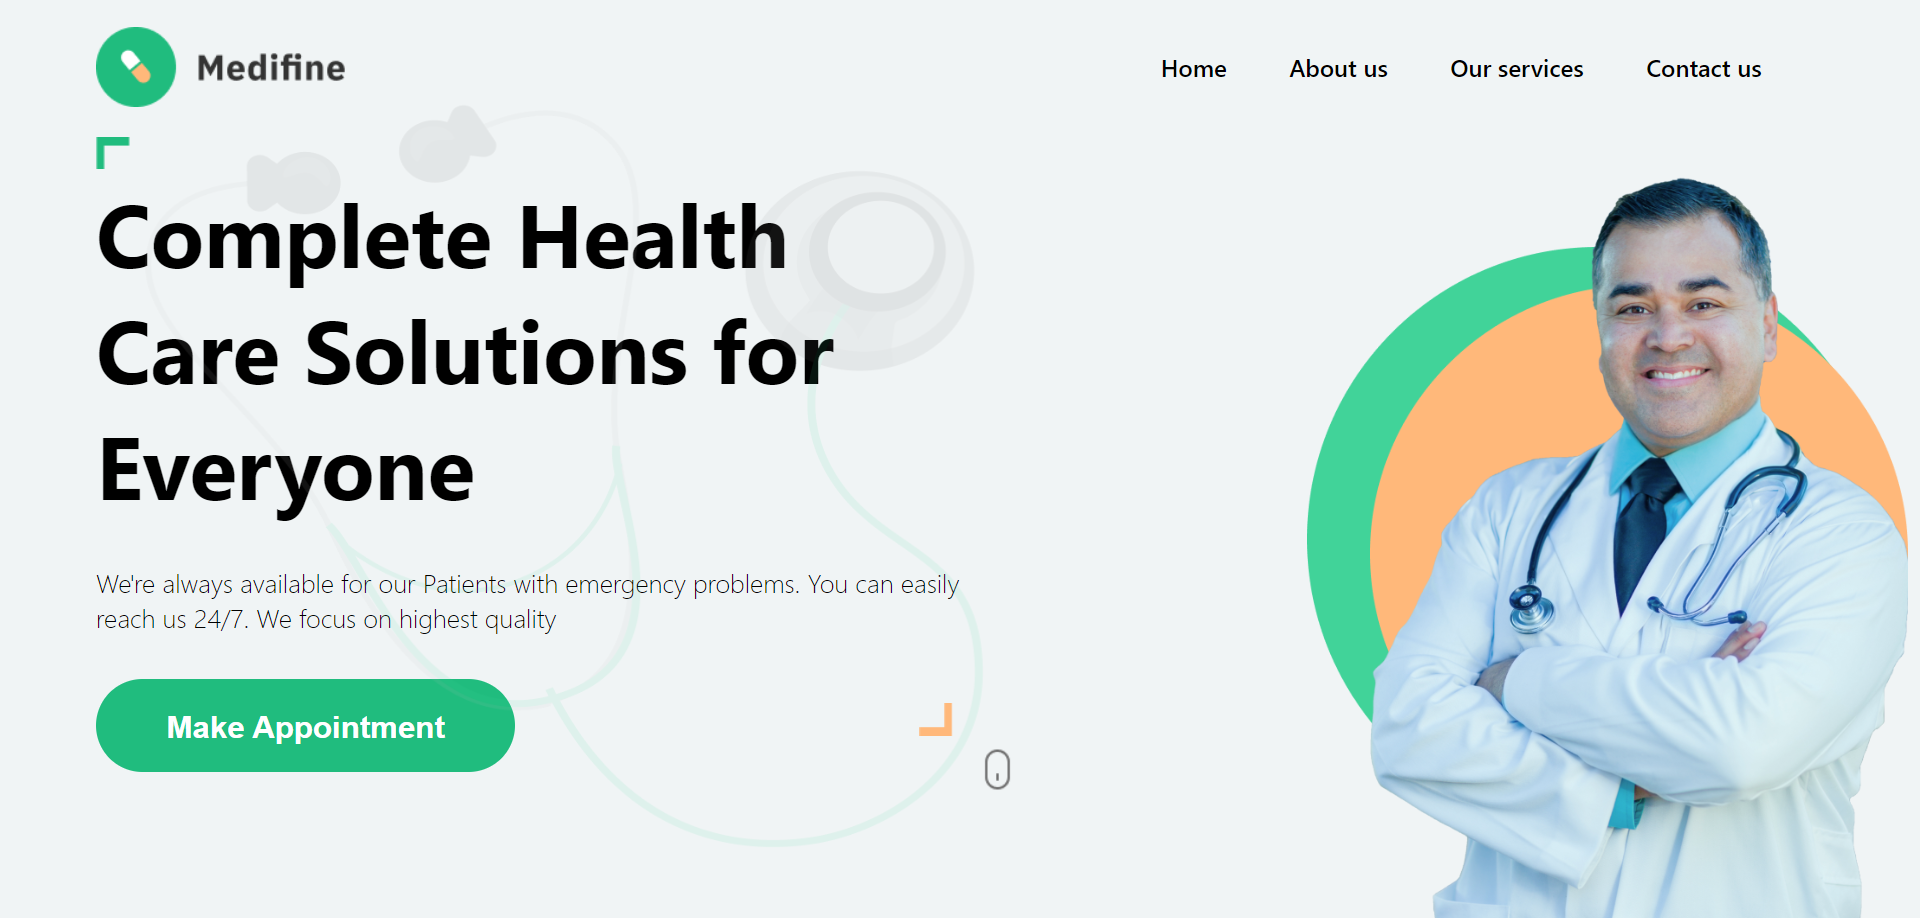 Medifine
Home
About us
Our services
Contact us
Complete Health
Care Solutions for
Everyone
We're always available for our Patients with emergency problems. You can easily
reach us 24/7. We focus on highest quality
Make Appointment